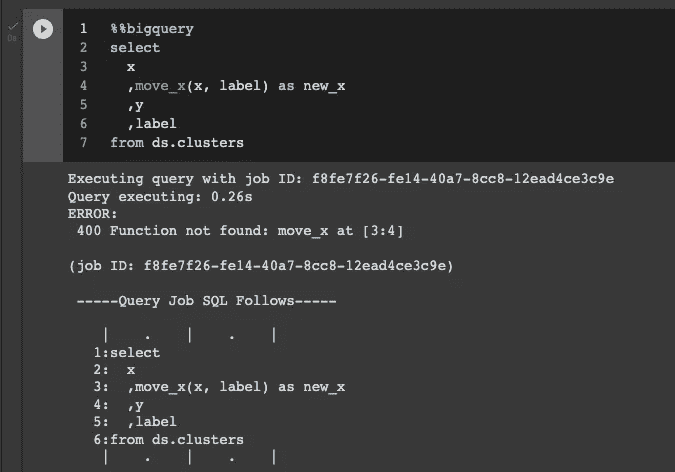 1 %%bigquery
2 select
3 x
4 ,move_x(x, label) as new_x
5 ,y
6 ,label
7 from ds.clusters
0s
Executing query with job ID: f8fe7f26-fe14-40a7-8cc8-12ead4ce3c9e
Query executing: 0.26s
ERROR:
400 Function not found: move_x at [3:4]
(job ID: f8fe7f26-fe14-40a7-8cc8-12ead4ce3c9e)
-----Query Job SQL Follows-----
| . | . |
1:select
2: x
3: ,move_x(x, label) as new_x
4: ,y
5: ,label
6:from ds.clusters
| . | . |